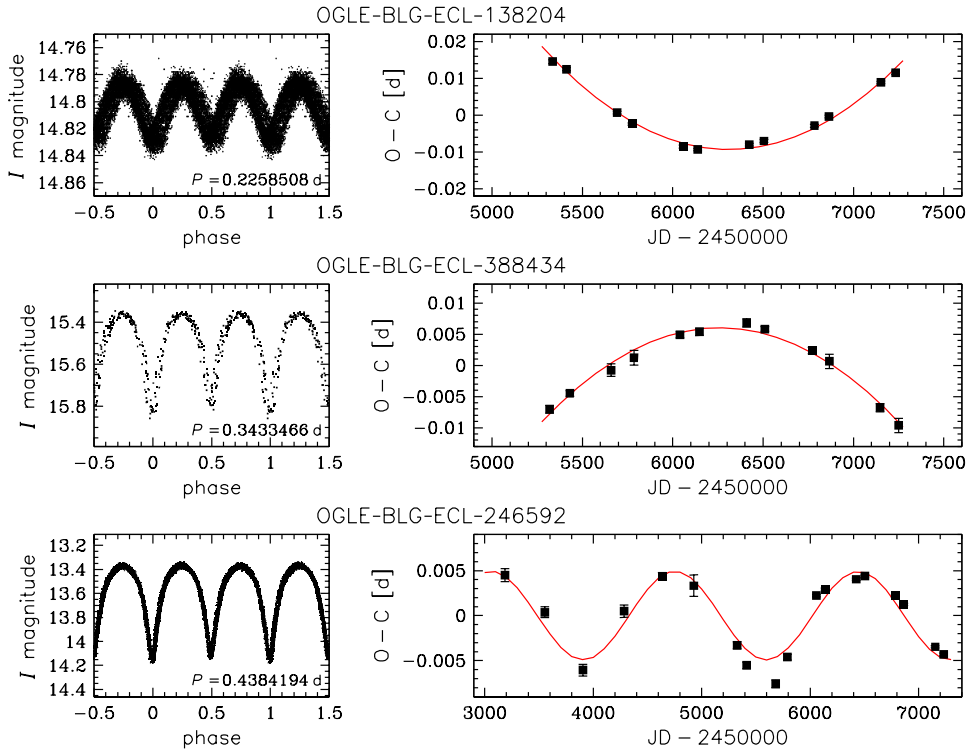 OGLE-BLG-ECL-138204
I magnitude
14.76
14.78
14.8
14.82
14.84
14.86
P = 0.2258508 d
−0.5 0 0.5 1 1.5
phase
O − C [d]
0.02
0.01
0
−0.01
−0.02
5000 5500 6000 6500 7000 7500
JD − 2450000
OGLE-BLG-ECL-388434
I magnitude
15.4
15.6
15.8
P = 0.3433466 d
−0.5 0 0.5 1 1.5
phase
O − C [d]
0.01
0.005
0
−0.005
−0.01
5000 5500 6000 6500 7000 7500
JD − 2450000
OGLE-BLG-ECL-246592
I magnitude
13.2
13.4
13.6
13.8
14
14.2
14.4
P = 0.4384194 d
−0.5 0 0.5 1 1.5
phase
O − C [d]
0.005
0
−0.005
3000 4000 5000 6000 7000
JD − 2450000